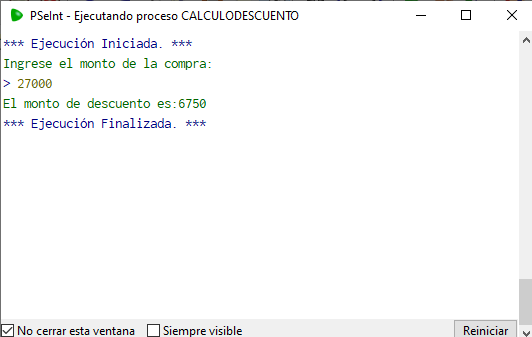 PSeInt - Ejecutando proceso CALCULODESCUENTO
*** Ejecución Iniciada. ***
Ingrese el monto de la compra:
> 27000
El monto de descuento es:6750
*** Ejecución Finalizada. ***
No cerrar esta ventana Siempre visible Reiniciar